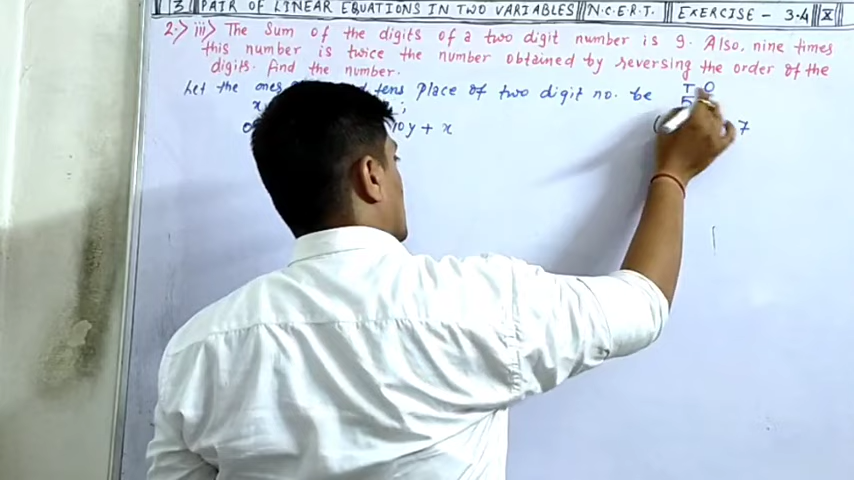 3 PAIR OF LINEAR EQUATIONS IN TWO VARIABLES N.C.E.R.T. EXERCISE - 3.4 X
2.> iii> The Sum of the digits of a two digit number is 9. Also, nine times
this number is twice the number obtained by reversing the order of the
digits. find the number.
Let the ones tens place of two digit no. be T O
x ; 5
10y + x 7